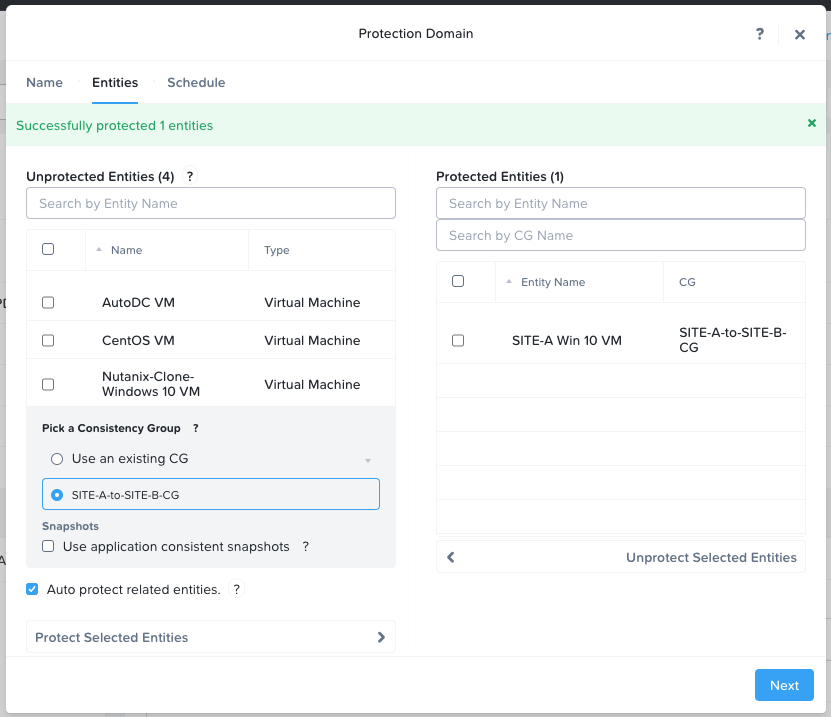 Protection Domain
?
Name
Entities
Schedule
Successfully protected 1 entities
Unprotected Entities (4) ?
Search by Entity Name
Name
Type
AutoDC VM
Virtual Machine
CentOS VM
Virtual Machine
Nutanix-Clone-
Windows 10 VM
Virtual Machine
Pick a Consistency Group ?
Use an existing CG
SITE-A-to-SITE-B-CG
Snapshots
Use application consistent snapshots ?
Auto protect related entities. ?
Protect Selected Entities
Protected Entities (1)
Search by Entity Name
Search by CG Name
Entity Name
CG
SITE-A Win 10 VM
SITE-A-to-SITE-B-
CG
Unprotect Selected Entities
Next